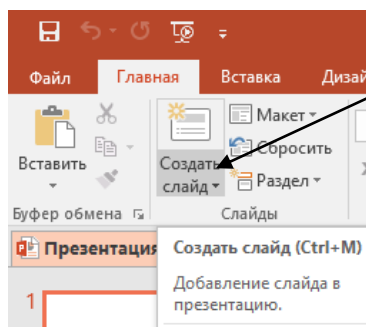 Файл Главная Вставка Дизай
Вставить
Создать слайд
Макет
Сбросить
Раздел
Буфер обмена Слайды
Презентация
Создать слайд (Ctrl+M)
Добавление слайда в
презентацию.
1